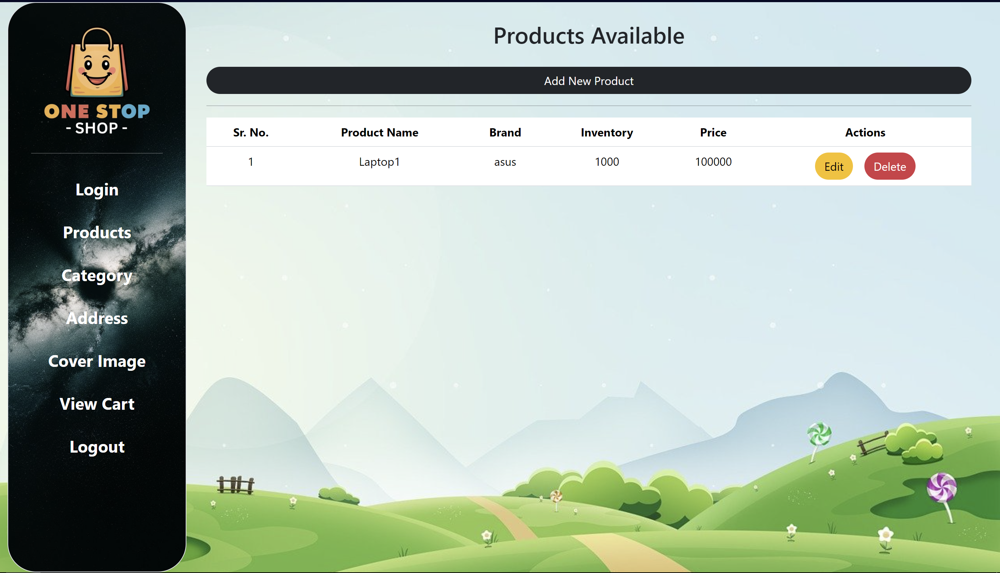 ONE STOP
- SHOP -
Login
Products
Category
Address
Cover Image
View Cart
Logout
Products Available
Add New Product
Sr. No. Product Name Brand Inventory Price Actions
1 Laptop1 asus 1000 100000 Edit Delete